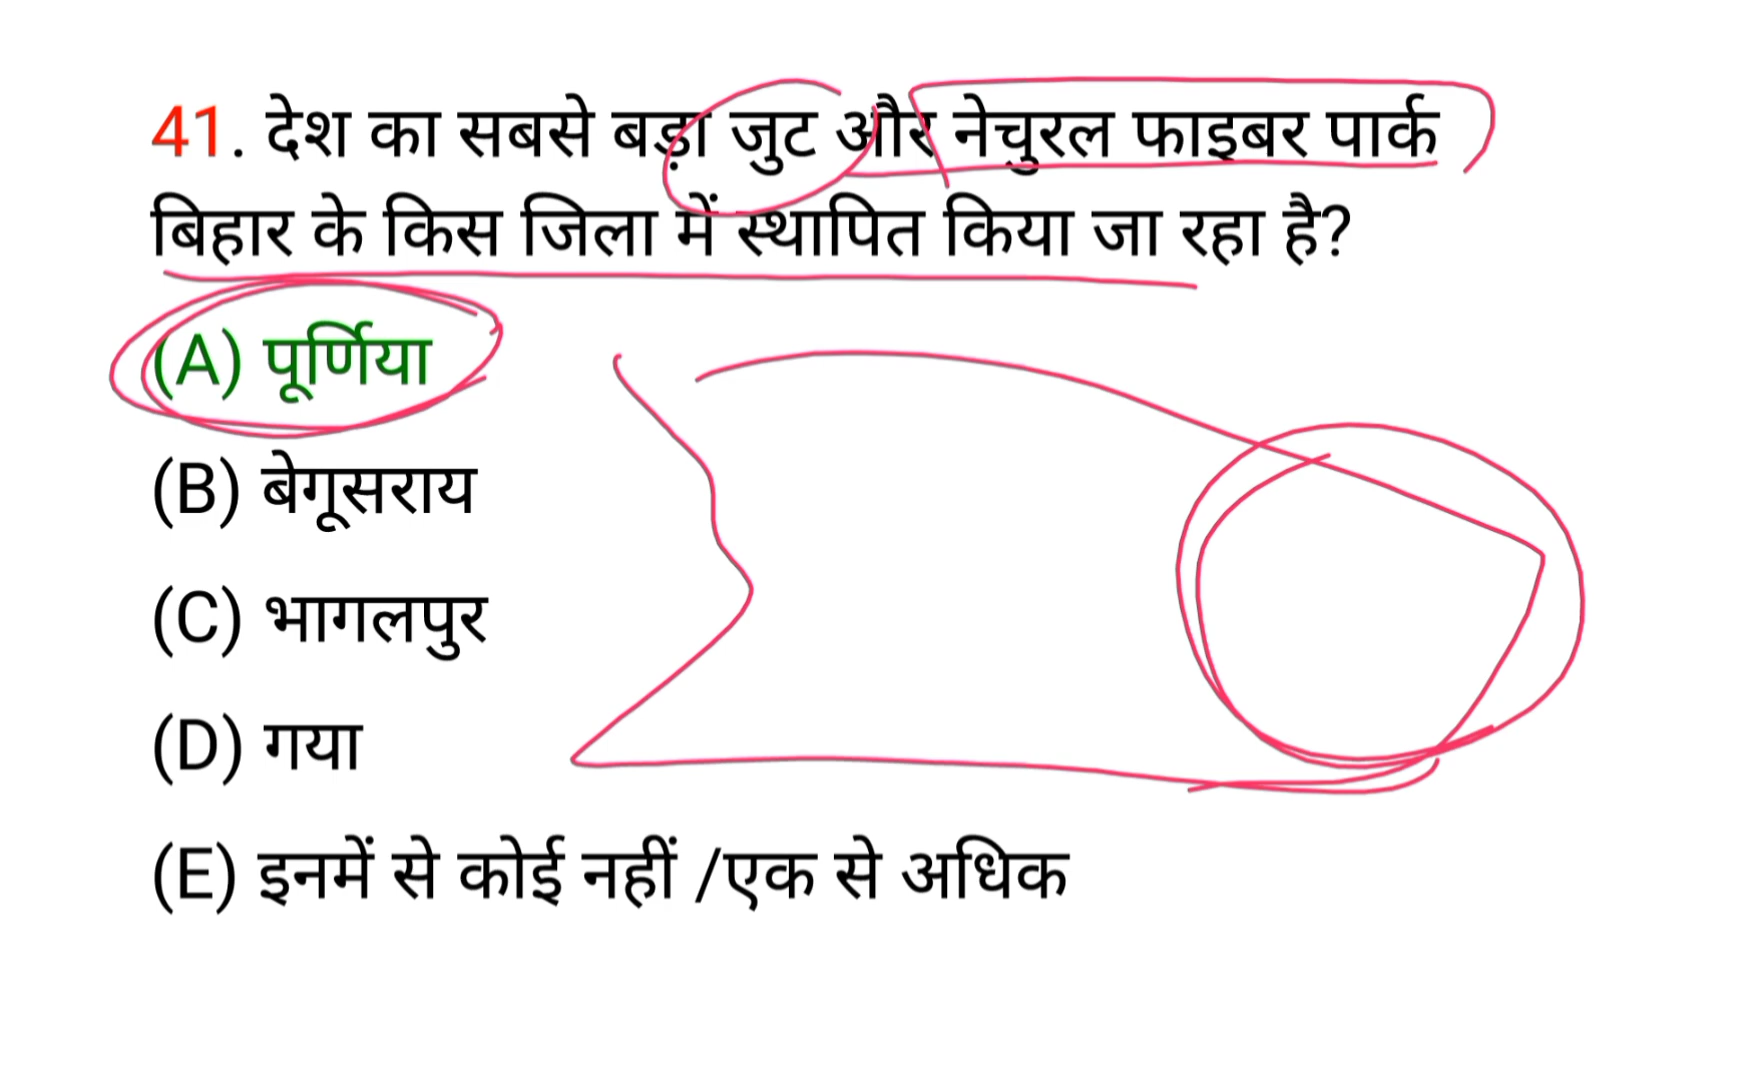 41. देश का सबसे बड़ा जुट और नेचुरल फाइबर पार्क
बिहार के किस जिला में स्थापित किया जा रहा है?
(A) पूर्णिया
(B) बेगूसराय
(C) भागलपुर
(D) गया
(E) इनमें से कोई नहीं /एक से अधिक